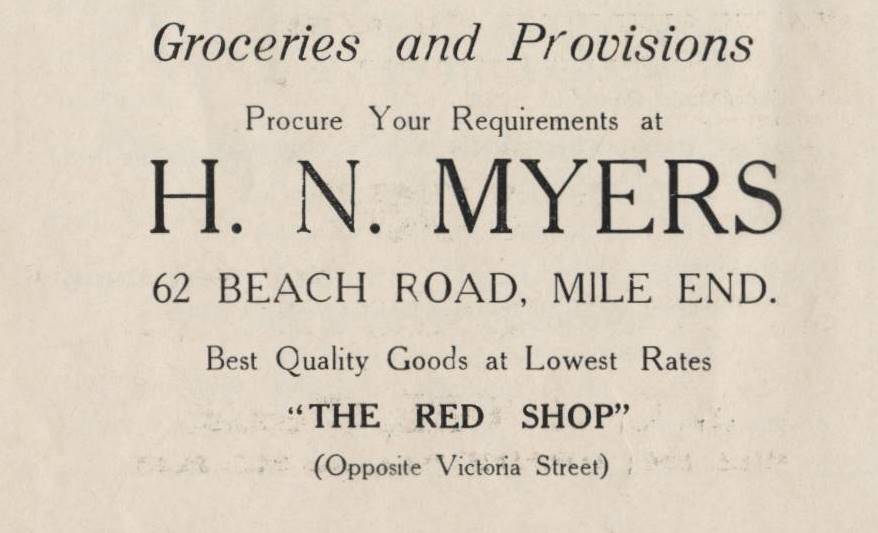 Groceries and Provisions
Procure Your Requirements at
H. N. MYERS
62 BEACH ROAD, MILE END.
Best Quality Goods at Lowest Rates
"THE RED SHOP"
(Opposite Victoria Street)